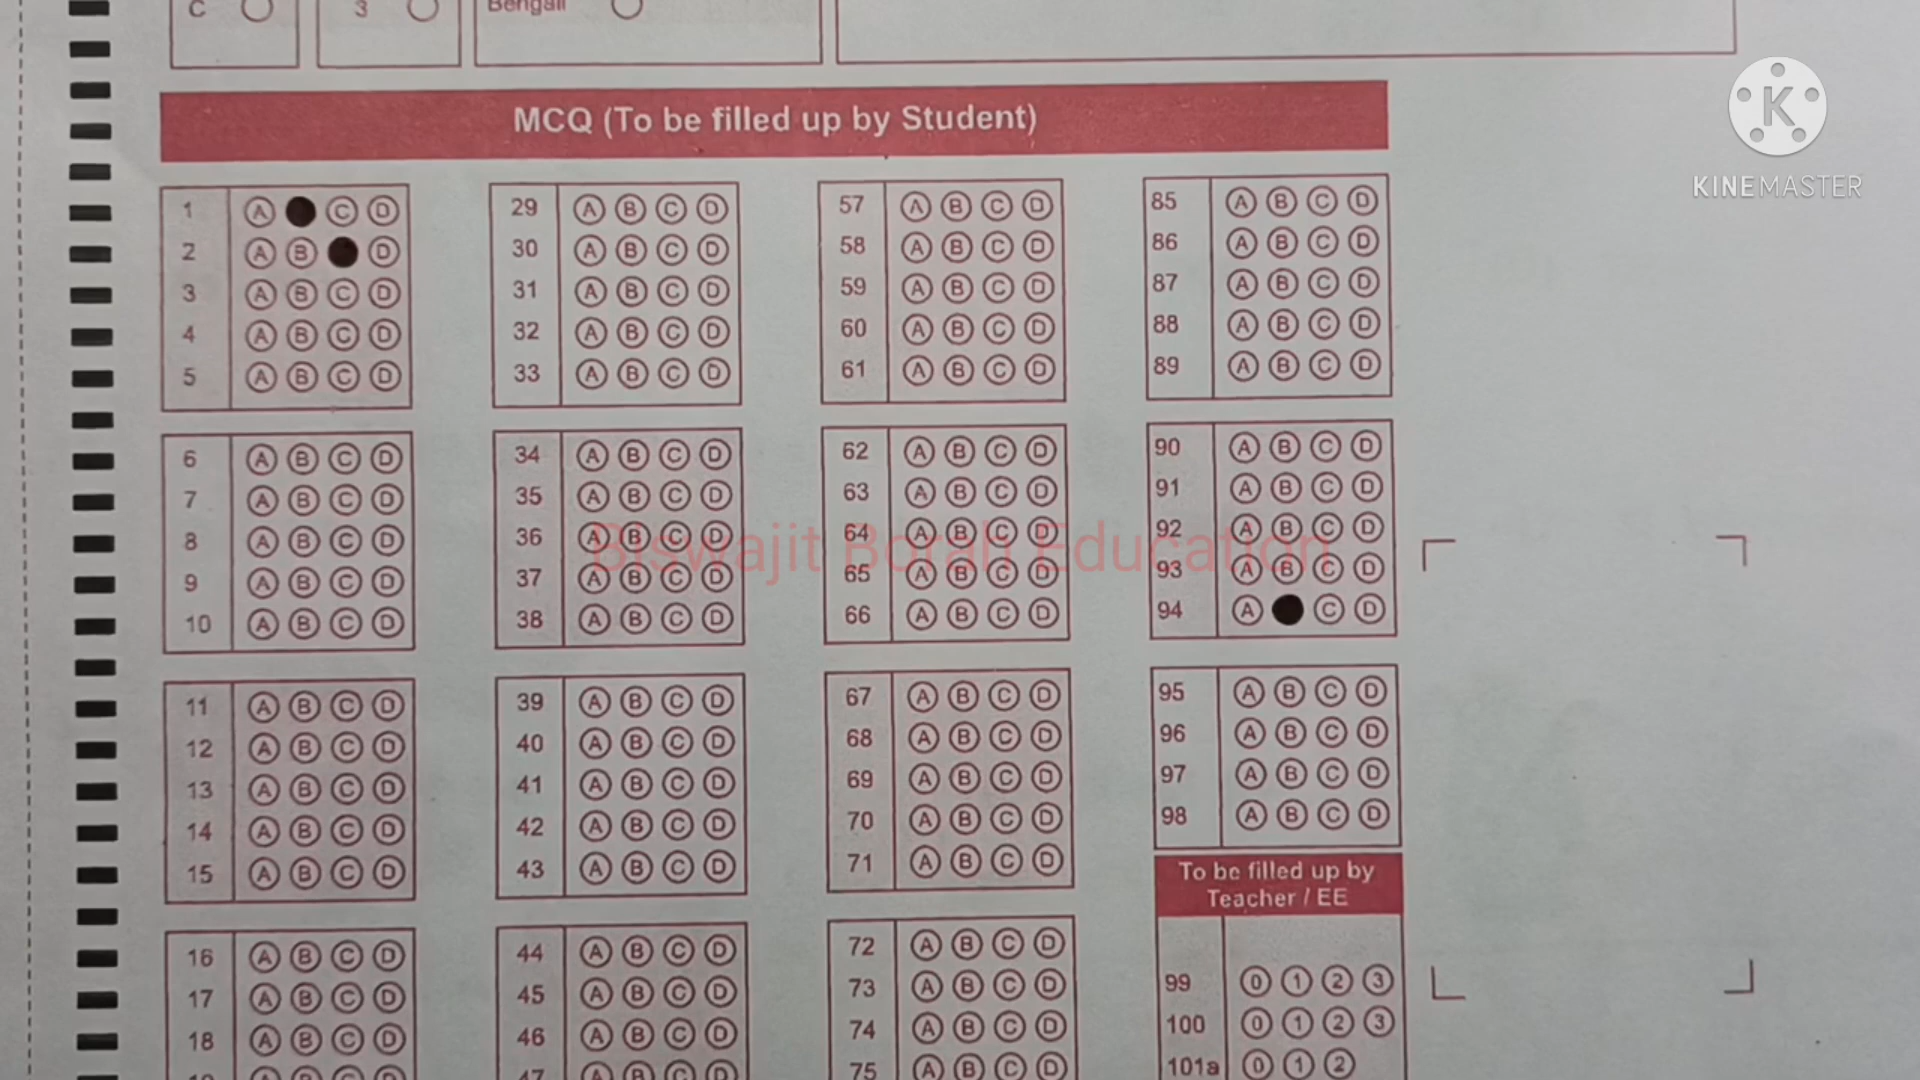 C
3
Bengali
MCQ (To be filled up by Student)
KINEMASTER
1 A C D
2 A B D
3 A B C D
4 A B C D
5 A B C D
6 A B C D
7 A B C D
8 A B C D
9 A B C D
10 A B C D
11 A B C D
12 A B C D
13 A B C D
14 A B C D
15 A B C D
16 A B C D
17 A B C D
18 A B C D
29 A B C D
30 A B C D
31 A B C D
32 A B C D
33 A B C D
34 A B C D
35 A B C D
36 A B C D
37 A B C D
38 A B C D
39 A B C D
40 A B C D
41 A B C D
42 A B C D
43 A B C D
44 A B C D
45 A B C D
46 A B C D
47 A B C D
57 A B C D
58 A B C D
59 A B C D
60 A B C D
61 A B C D
62 A B C D
63 A B C D
64 A B C D
65 A B C D
66 A B C D
67 A B C D
68 A B C D
69 A B C D
70 A B C D
71 A B C D
72 A B C D
73 A B C D
74 A B C D
75 A B C D
85 A B C D
86 A B C D
87 A B C D
88 A B C D
89 A B C D
90 A B C D
91 A B C D
92 A B C D
93 A B C D
94 A C D
95 A B C D
96 A B C D
97 A B C D
98 A B C D
To be filled up by
Teacher / EE
99 0 1 2 3
100 0 1 2 3
101a 0 1 2
Biswajit Borah Education